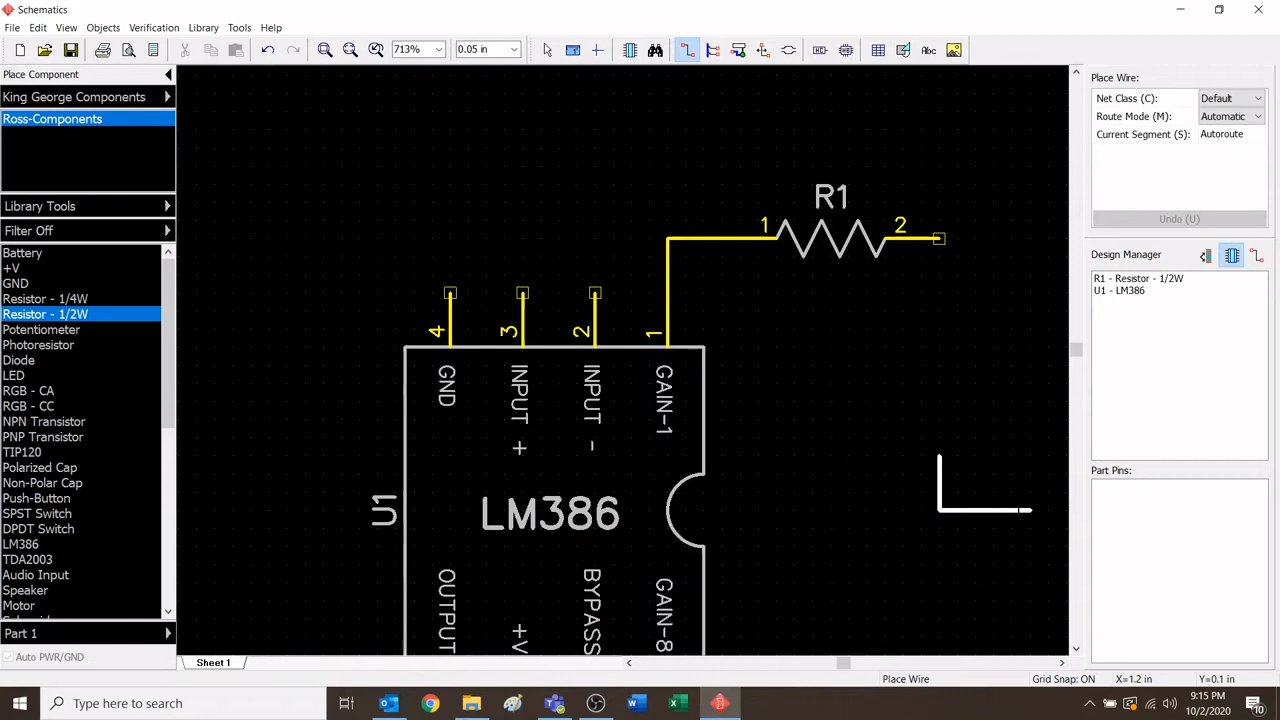 Schematics
File Edit View Objects Verification Library Tools Help
713%
0.05 in
Abc
Place Component
King George Components
Ross-Components
Library Tools
Filter Off
Battery
+V
GND
Resistor - 1/4W
Resistor - 1/2W
Potentiometer
Photoresistor
Diode
LED
RGB - CA
RGB - CC
NPN Transistor
PNP Transistor
TIP120
Polarized Cap
Non-Polar Cap
Push-Button
SPST Switch
DPDT Switch
LM386
TDA2003
Audio Input
Speaker
Motor
Part 1
Auto PWR/GND
R1
1
2
4
3
2
1
GND
INPUT +
INPUT -
GAIN-1
U1
LM386
OUTPUT
+V
BYPASS
GAIN-8
Sheet 1
Place Wire:
Net Class (C): Default
Route Mode (M): Automatic
Current Segment (S): Autoroute
Undo (U)
Design Manager
R1 - Resistor - 1/2W
U1 - LM386
Part Pins:
Place Wire
Grid Snap: ON
X=1.2 in
Y=0.1 in
Type here to search
9:15 PM
10/2/2020